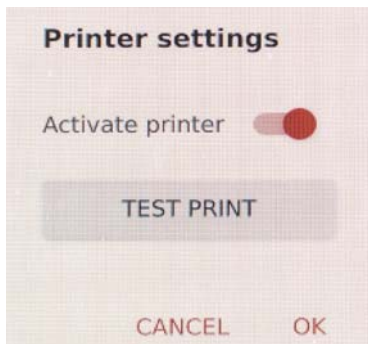 Printer settings
Activate printer
TEST PRINT
CANCEL OK